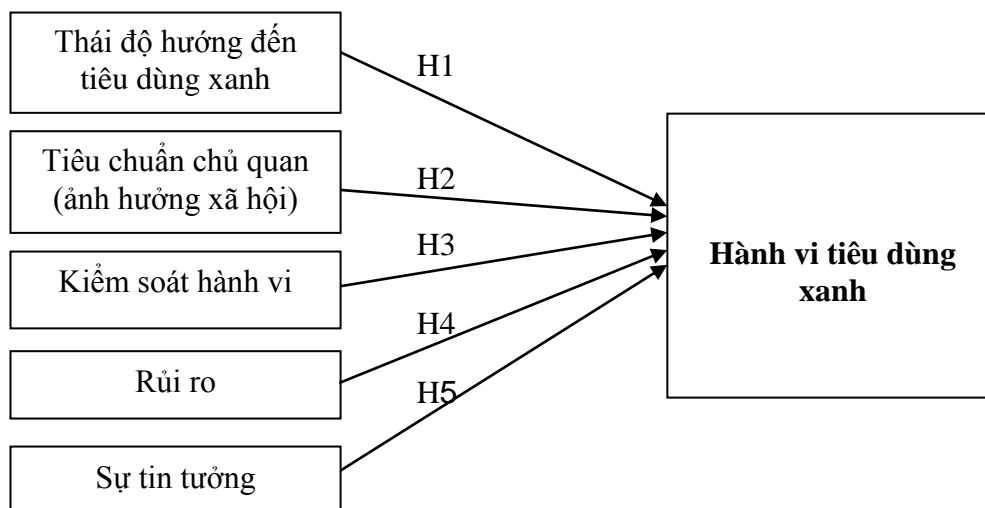 Thái độ hướng đến
tiêu dùng xanh
H1
Tiêu chuẩn chủ quan
(ảnh hưởng xã hội)
H2
Kiểm soát hành vi
H3
Rủi ro
H4
Sự tin tưởng
H5
Hành vi tiêu dùng
xanh